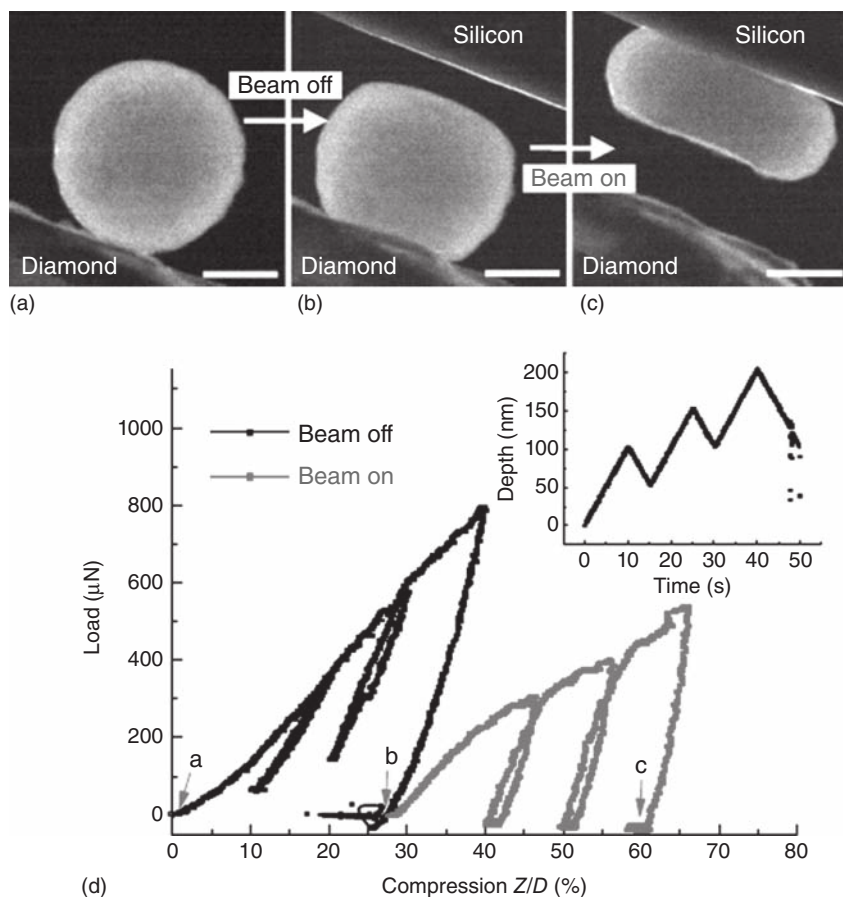 Silicon
Silicon
Beam off
Beam on
Diamond
Diamond
(a)
(b)
(c)
Beam off
Beam on
Load (μN)
1000
800
600
400
200
0
a
b
c
0
10
20
30
40
50
60
70
80
Compression Z/D (%)
(d)
Depth (nm)
200
150
100
50
0
0
10
20
30
40
50
Time (s)